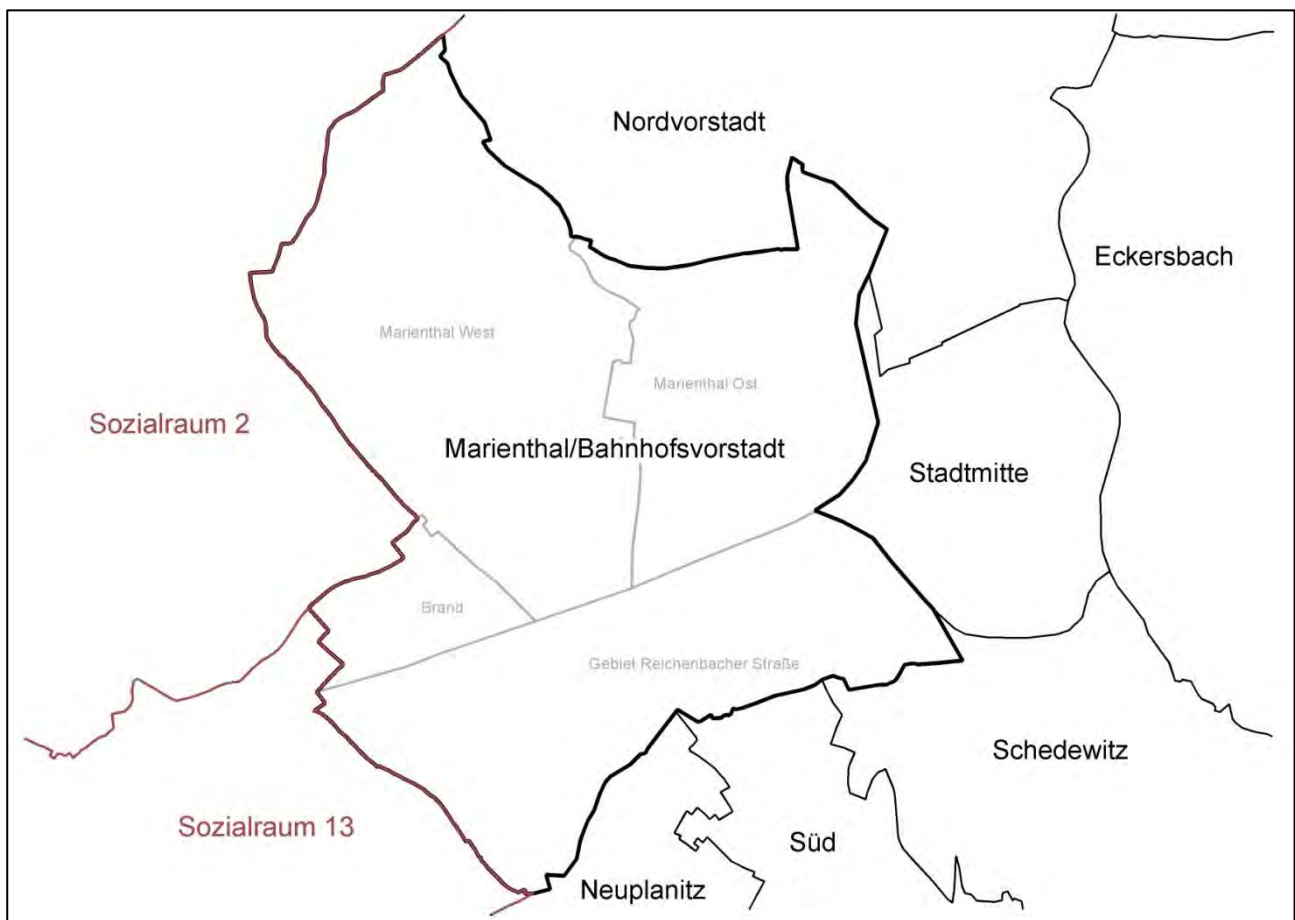 Nordvorstadt
Eckersbach
Marienthal West
Marienthal Ost
Sozialraum 2
Marienthal/Bahnhofsvorstadt
Stadtmitte
Brand
Gebiet Reichenbacher Straße
Schedewitz
Sozialraum 13
Süd
Neuplanitz